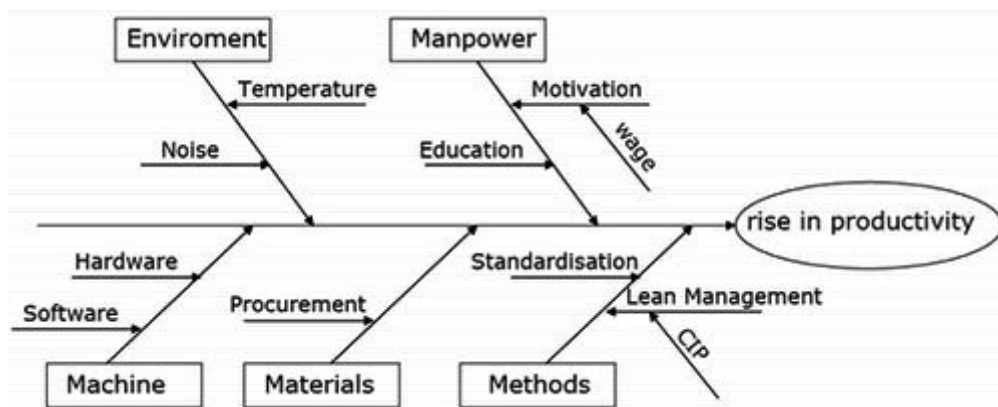 Enviroment
Manpower
Temperature
Motivation
Noise
Education
wage
rise in productivity
Hardware
Standardisation
Software
Procurement
Lean Management
CIP
Machine
Materials
Methods